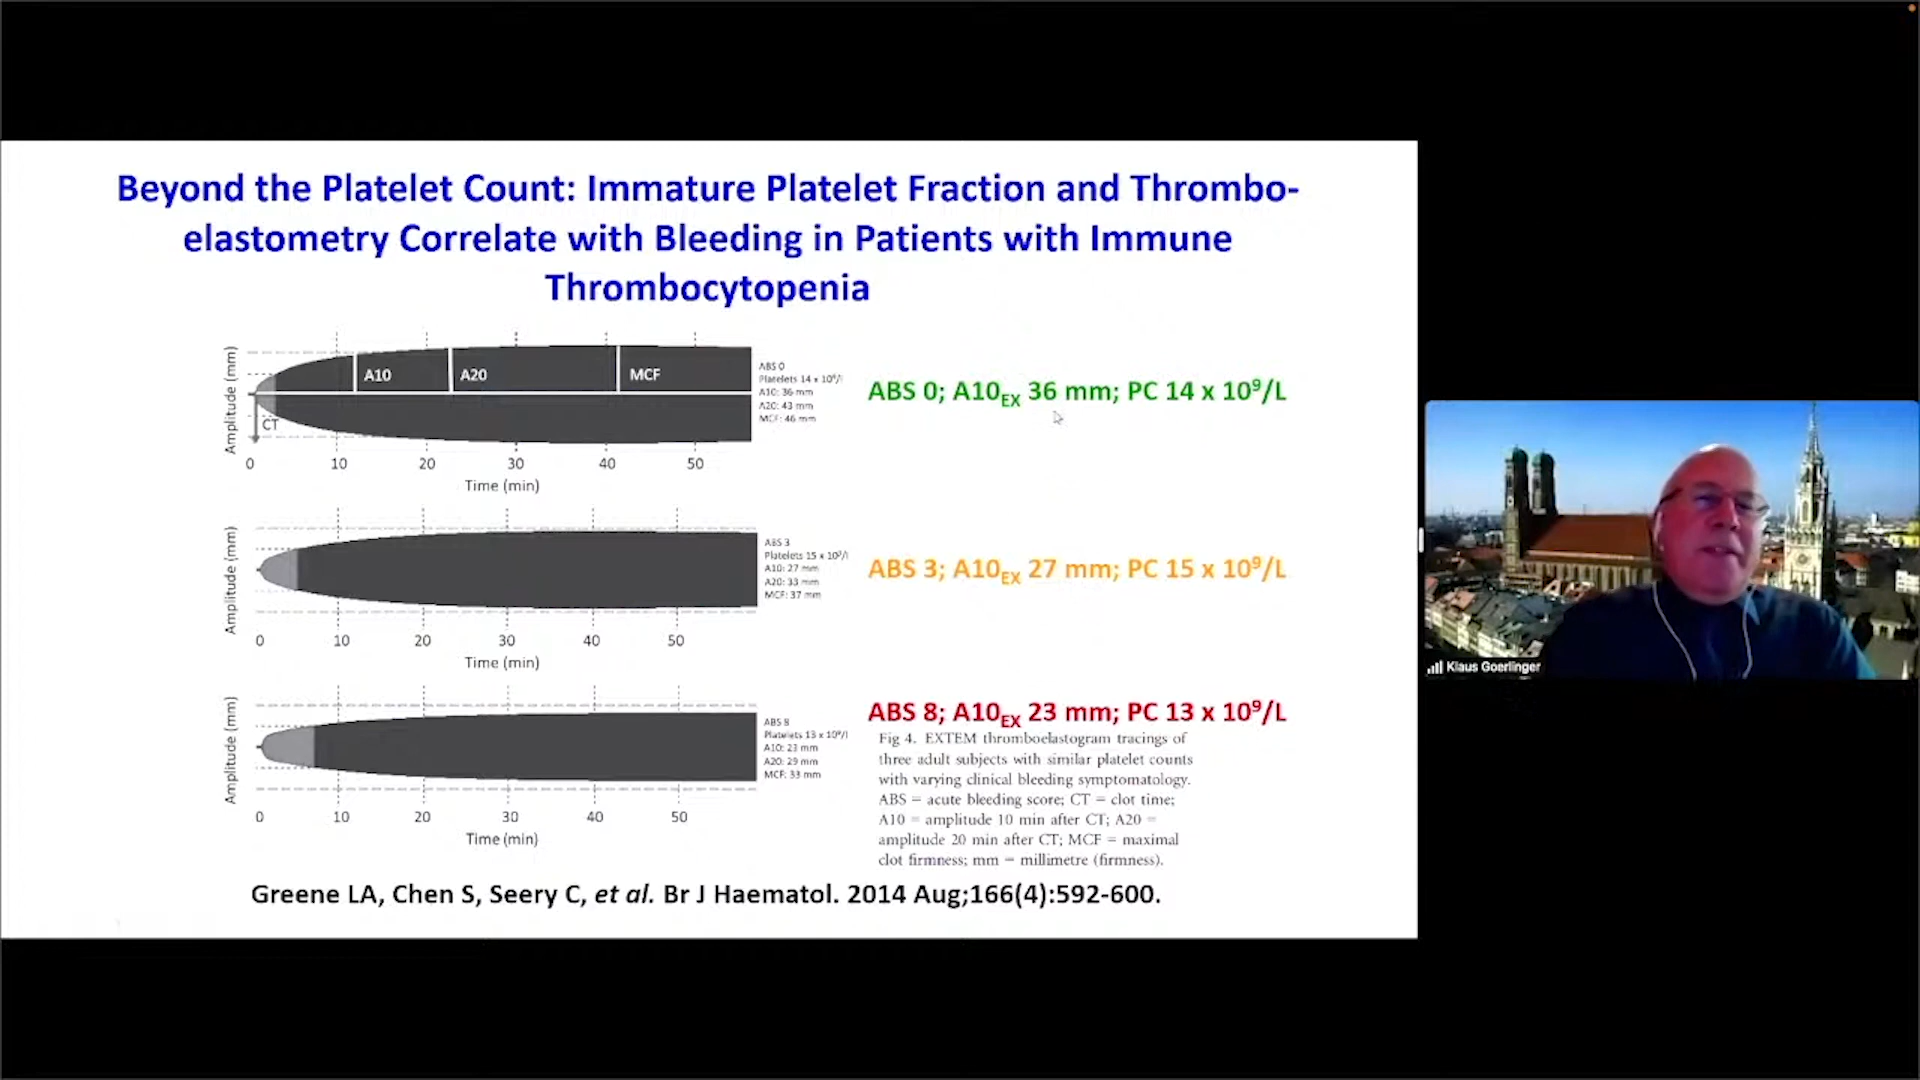 Beyond the Platelet Count: Immature Platelet Fraction and Thrombo-
elastometry Correlate with Bleeding in Patients with Immune
Thrombocytopenia
Amplitude (mm)
A10
A20
MCF
CT
0 10 20 30 40 50
Time (min)
ABS 0
Platelets 14 x 10⁹/l
A10: 36 mm
A20: 43 mm
MCF: 46 mm
ABS 0; A10EX 36 mm; PC 14 x 10⁹/L
Amplitude (mm)
0 10 20 30 40 50
Time (min)
ABS 3
Platelets 15 x 10⁹/l
A10: 27 mm
A20: 33 mm
MCF: 37 mm
ABS 3; A10EX 27 mm; PC 15 x 10⁹/L
Amplitude (mm)
0 10 20 30 40 50
Time (min)
ABS 8
Platelets 13 x 10⁹/l
A10: 23 mm
A20: 29 mm
MCF: 33 mm
ABS 8; A10EX 23 mm; PC 13 x 10⁹/L
Fig 4. EXTEM thromboelastogram tracings of
three adult subjects with similar platelet counts
with varying clinical bleeding symptomatology.
ABS = acute bleeding score; CT = clot time;
A10 = amplitude 10 min after CT; A20 =
amplitude 20 min after CT; MCF = maximal
clot firmness; mm = millimetre (firmness).
Greene LA, Chen S, Seery C, et al. Br J Haematol. 2014 Aug;166(4):592-600.
Klaus Goerlinger